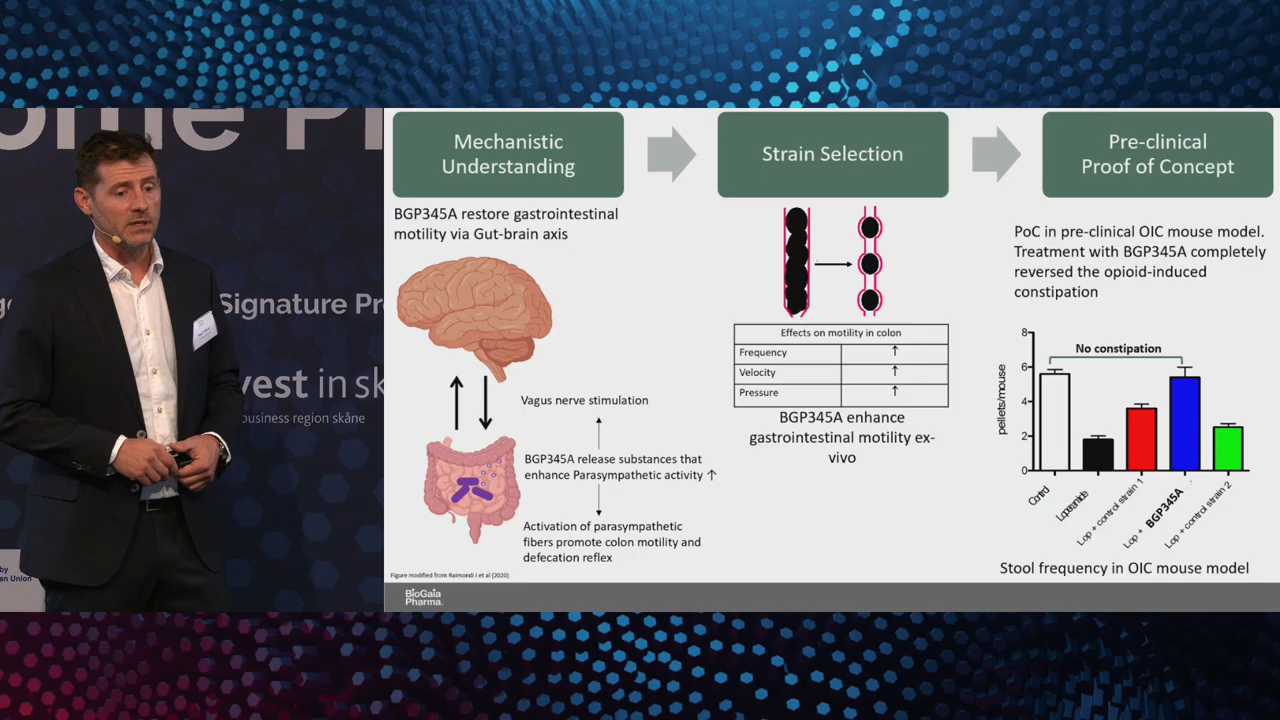 ome P
Signature Pro
vest in sk
business region skåne
by
an Union
Mechanistic
Understanding
Strain Selection
Pre-clinical
Proof of Concept
BGP345A restore gastrointestinal
motility via Gut-brain axis
Vagus nerve stimulation
BGP345A release substances that
enhance Parasympathetic activity ↑
Activation of parasympathetic
fibers promote colon motility and
defecation reflex
Figure modified from Raimondi I et al (2020).
Effects on motility in colon
Frequency ↑
Velocity ↑
Pressure ↑
BGP345A enhance
gastrointestinal motility ex-
vivo
PoC in pre-clinical OIC mouse model.
Treatment with BGP345A completely
reversed the opioid-induced
constipation
No constipation
pellets/mouse
8
6
4
2
0
Control
Loperamide
Lop + control strain 1
Lop + BGP345A
Lop + control strain 2
Stool frequency in OIC mouse model
BioGaia
Pharma.